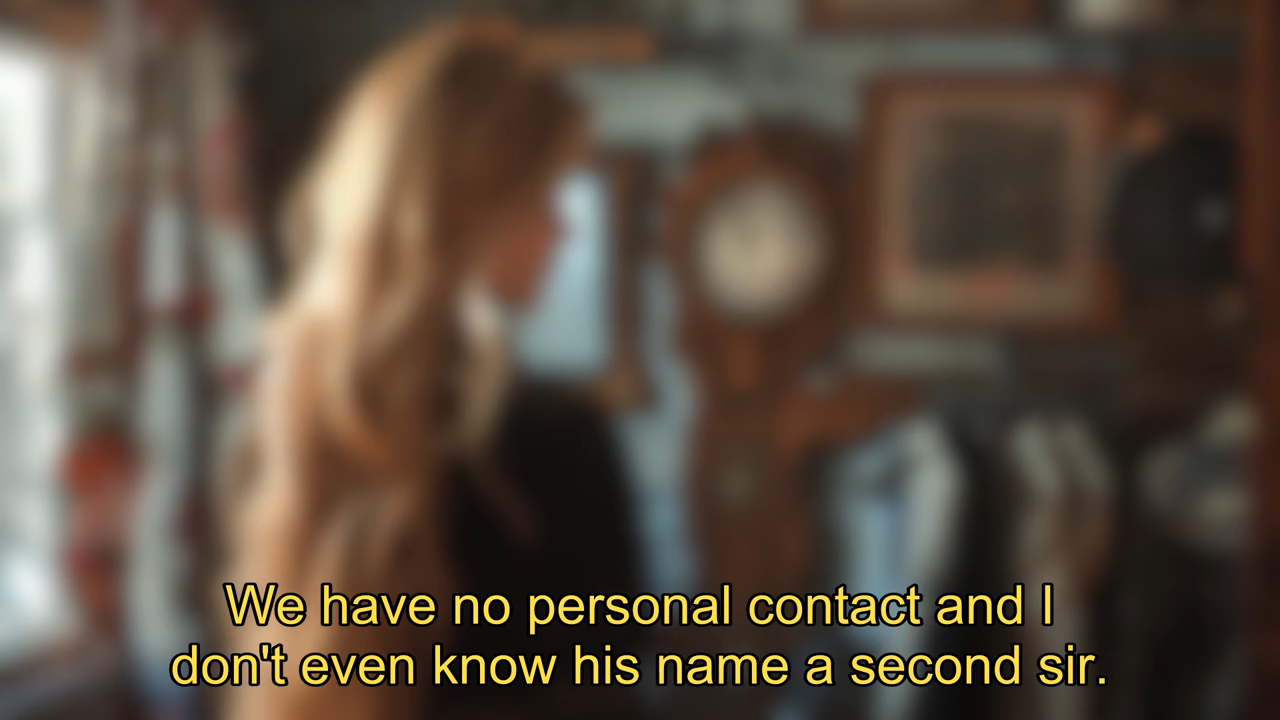 We have no personal contact and I
don't even know his name a second sir.